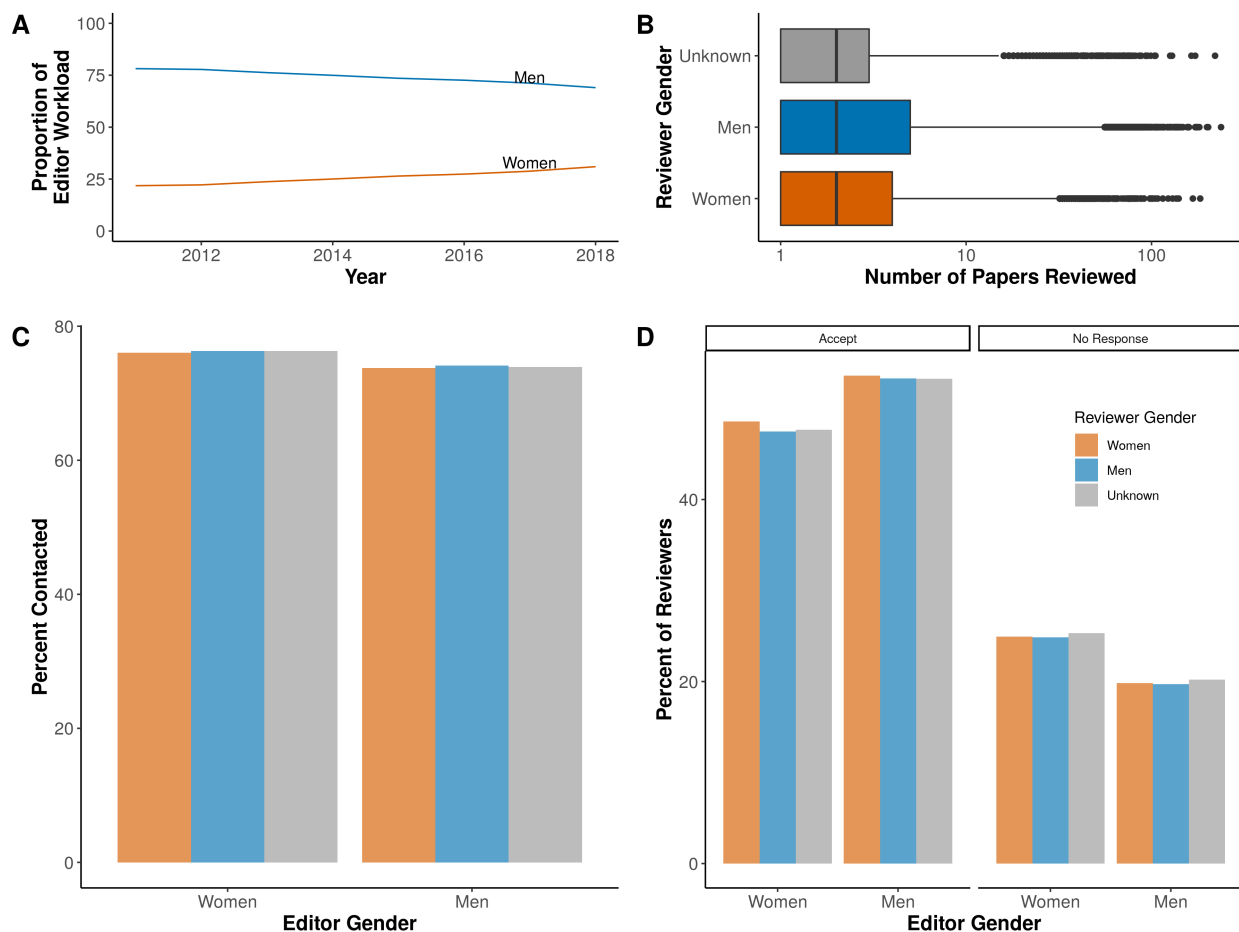 A
Proportion of
Editor Workload
100
75
50
25
0
Men
Women
2012
2014
2016
2018
Year
B
Reviewer Gender
Unknown
Men
Women
1
10
100
Number of Papers Reviewed
C
Percent Contacted
80
60
40
20
0
Women
Men
Editor Gender
D
Accept
No Response
Percent of Reviewers
40
20
0
Reviewer Gender
Women
Men
Unknown
Women
Men
Women
Men
Editor Gender